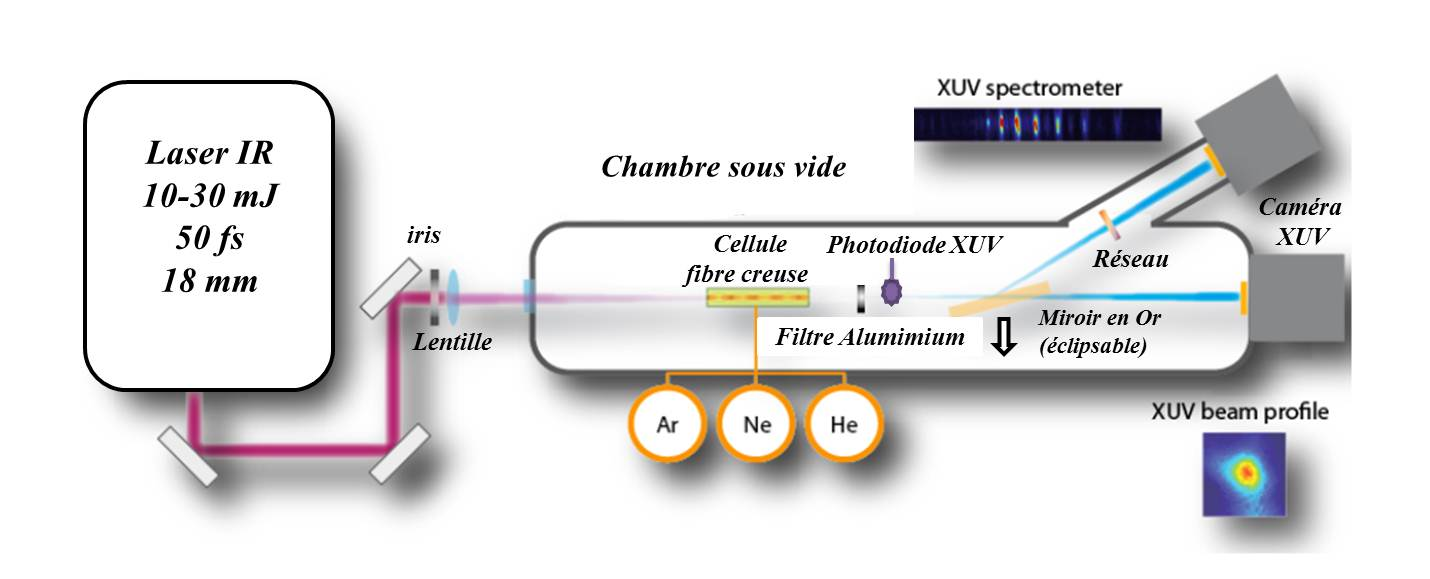 Laser IR
10-30 mJ
50 fs
18 mm
iris
Lentille
Chambre sous vide
Cellule
fibre creuse
Photodiode XUV
Filtre Alumimium
Ar
Ne
He
XUV spectrometer
Réseau
Miroir en Or
(éclipsable)
Caméra
XUV
XUV beam profile